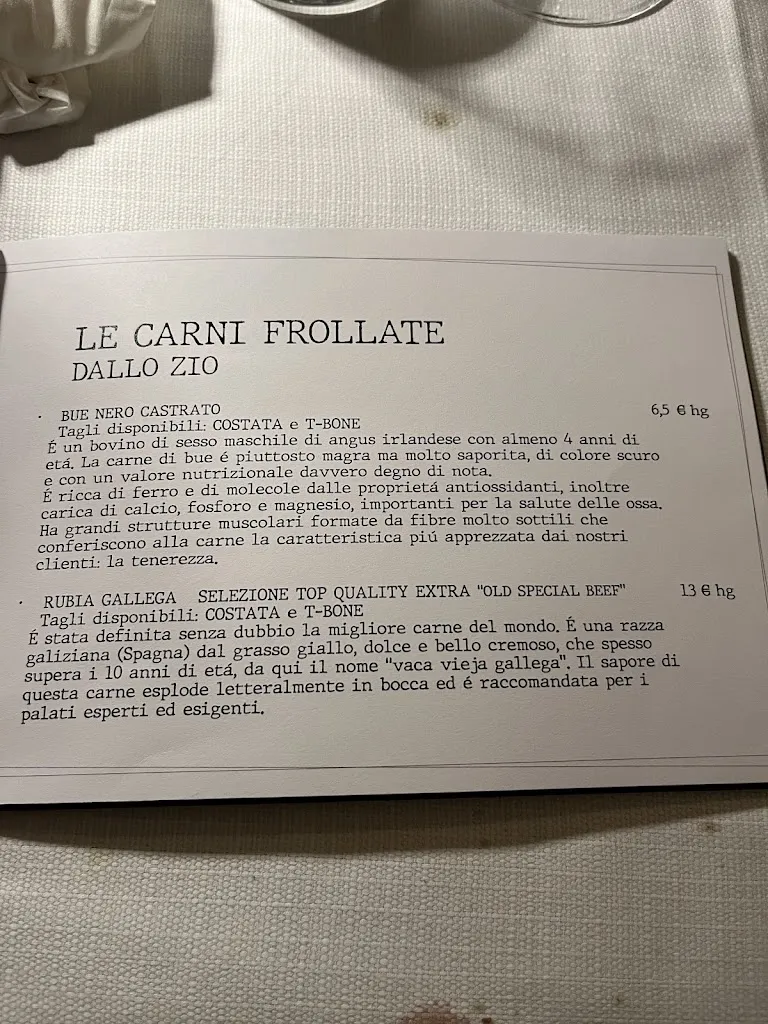 LE CARNI FROLLATE
DALLO ZIO
· BUE NERO CASTRATO 6,5 € hg
Tagli disponibili: COSTATA e T-BONE
É un bovino di sesso maschile di angus irlandese con almeno 4 anni di
etá. La carne di bue é piuttosto magra ma molto saporita, di colore scuro
e con un valore nutrizionale davvero degno di nota.
É ricca di ferro e di molecole dalle proprietá antiossidanti, inoltre
carica di calcio, fosforo e magnesio, importanti per la salute delle ossa.
Ha grandi strutture muscolari formate da fibre molto sottili che
conferiscono alla carne la caratteristica piú apprezzata dai nostri
clienti: la tenerezza.
· RUBIA GALLEGA SELEZIONE TOP QUALITY EXTRA "OLD SPECIAL BEEF" 13 € hg
Tagli disponibili: COSTATA e T-BONE
É stata definita senza dubbio la migliore carne del mondo. É una razza
galiziana (Spagna) dal grasso giallo, dolce e bello cremoso, che spesso
supera i 10 anni di etá, da qui il nome "vaca vieja gallega". Il sapore di
questa carne esplode letteralmente in bocca ed é raccomandata per i
palati esperti ed esigenti.